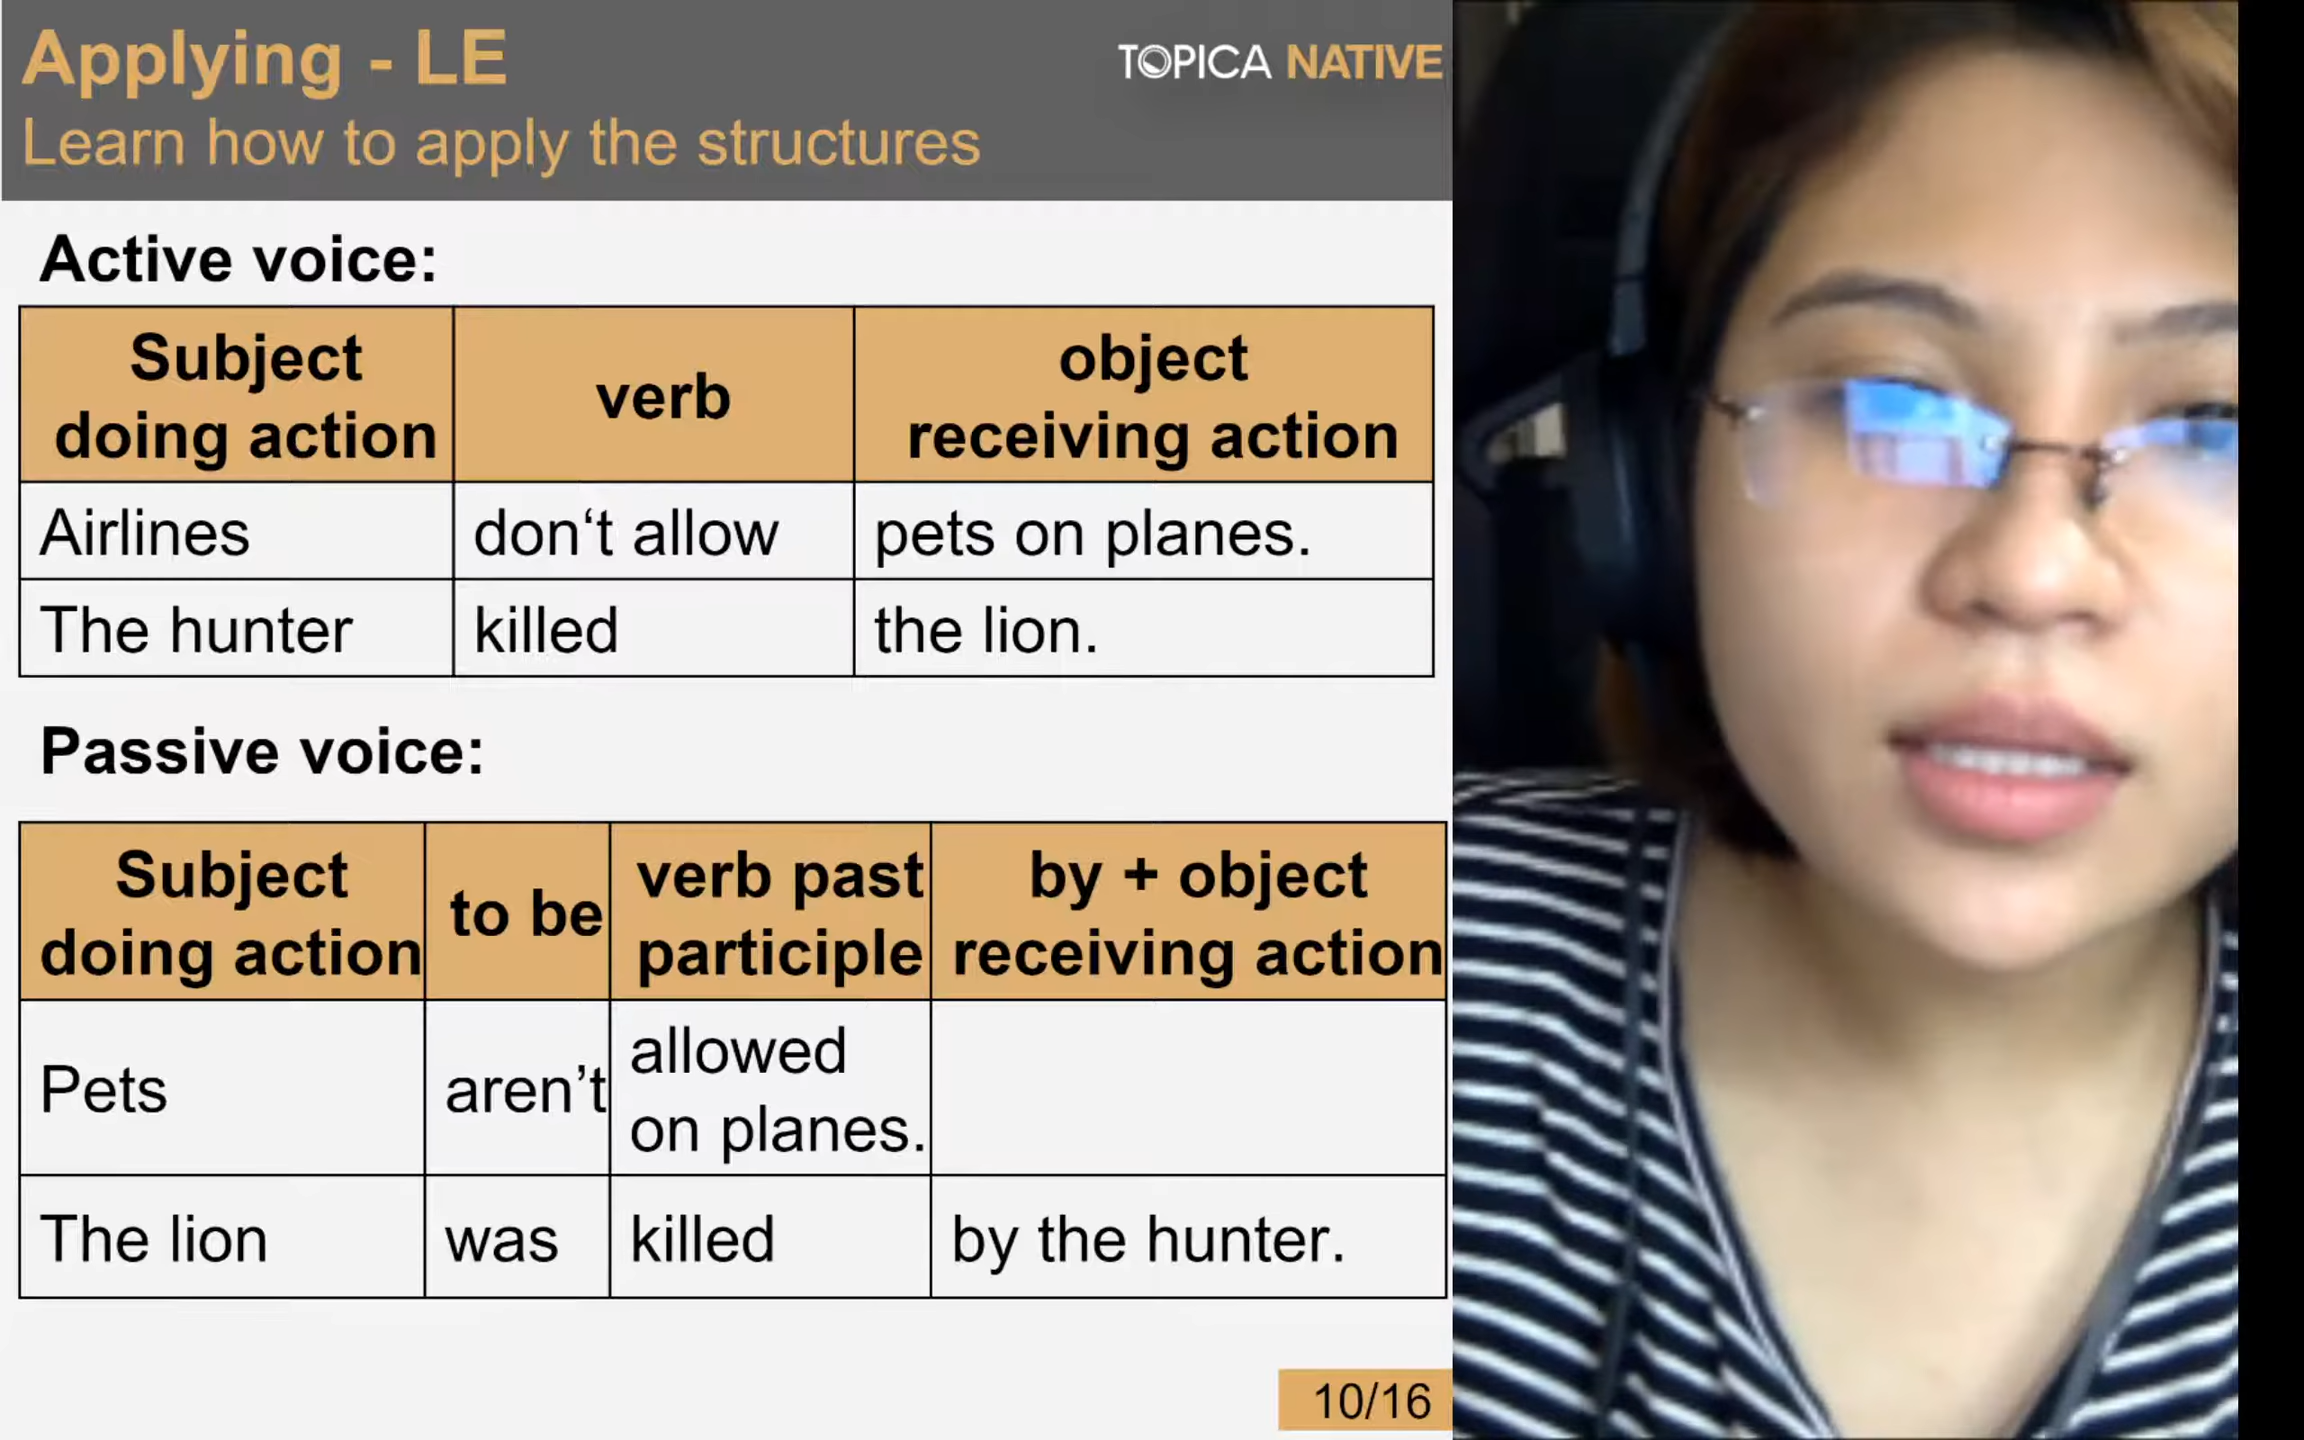 Applying - LE
TOPICA NATIVE
Learn how to apply the structures
Active voice:
Subject doing action
verb
object receiving action
Airlines
don‘t allow
pets on planes.
The hunter
killed
the lion.
Passive voice:
Subject doing action
to be
verb past participle
by + object receiving action
Pets
aren’t
allowed
on planes.
The lion
was
killed
by the hunter.
10/16